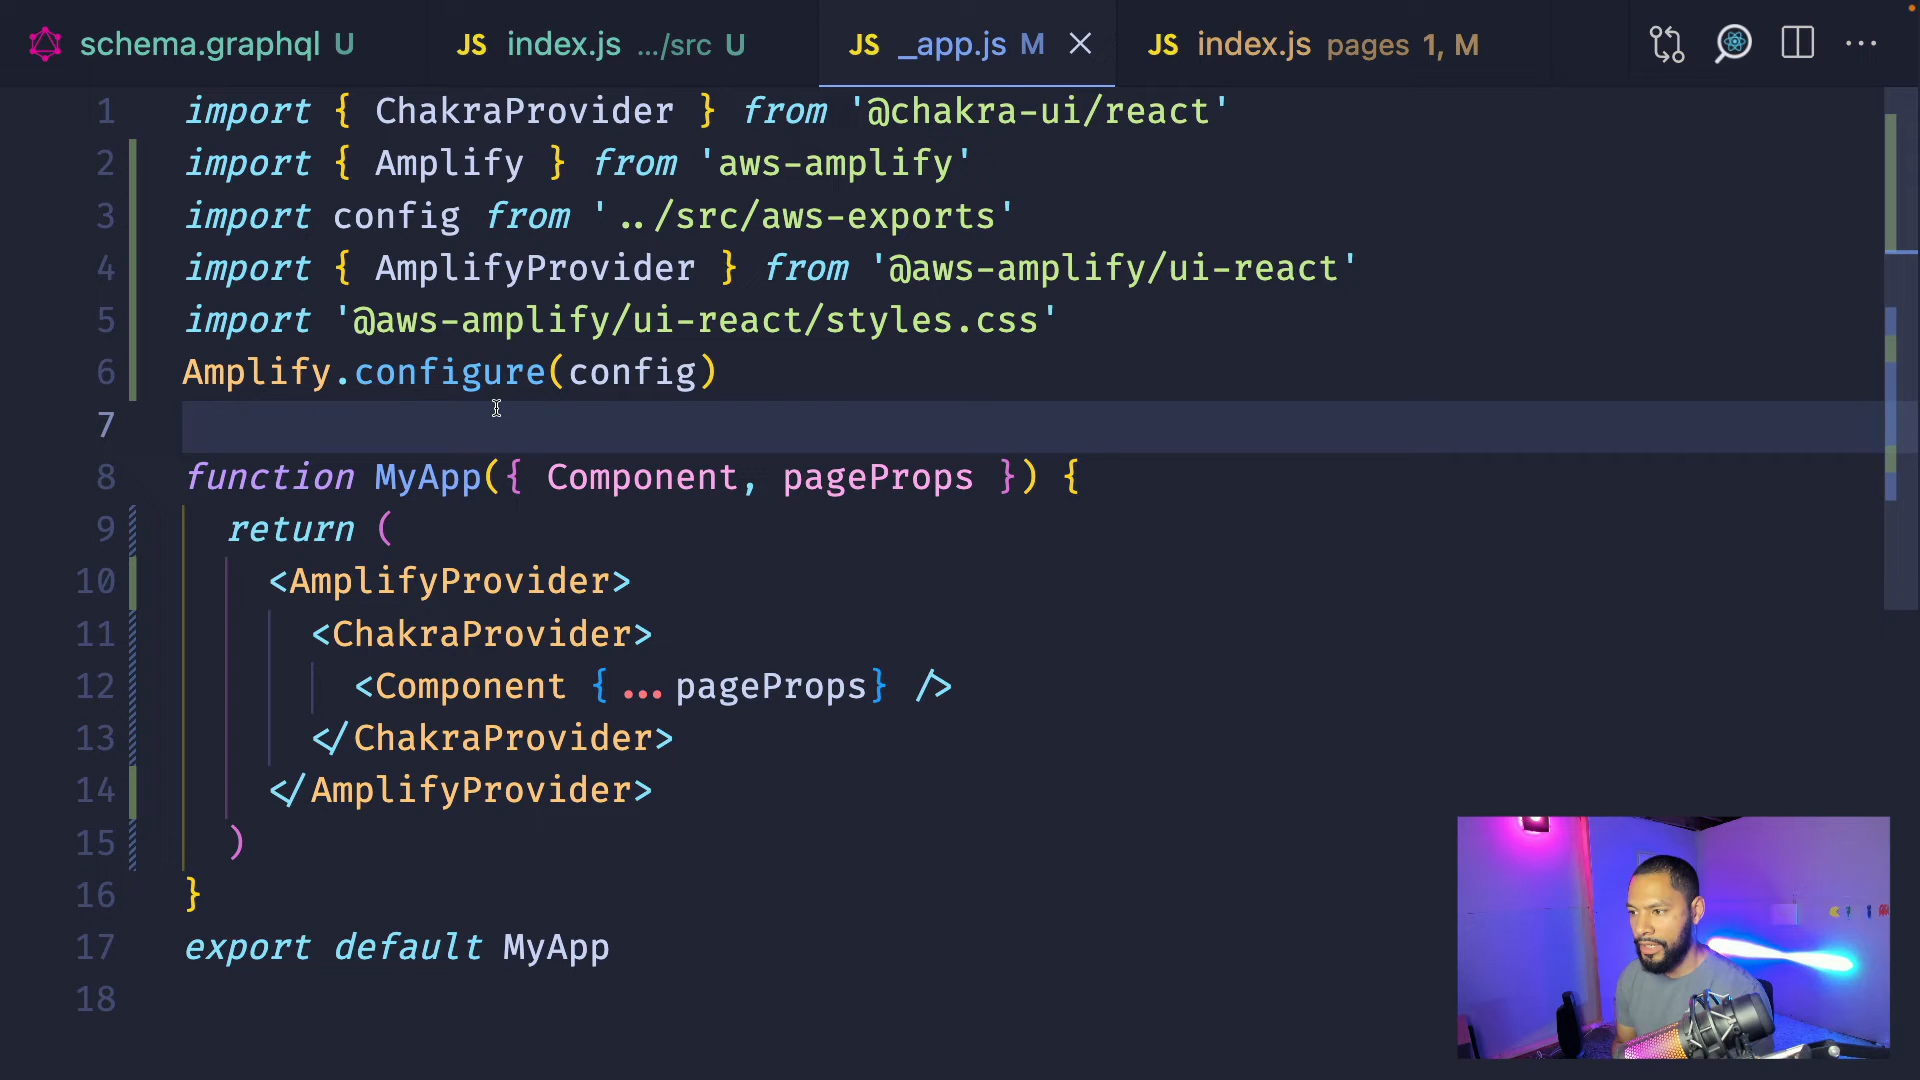 schema.graphql U
JS index.js .../src U
JS _app.js M
JS index.js pages 1, M
1 import { ChakraProvider } from '@chakra-ui/react'
2 import { Amplify } from 'aws-amplify'
3 import config from '../src/aws-exports'
4 import { AmplifyProvider } from '@aws-amplify/ui-react'
5 import '@aws-amplify/ui-react/styles.css'
6 Amplify.configure(config)
7
8 function MyApp({ Component, pageProps }) {
9 return (
10 <AmplifyProvider>
11 <ChakraProvider>
12 <Component {...pageProps} />
13 </ChakraProvider>
14 </AmplifyProvider>
15 )
16 }
17 export default MyApp
18